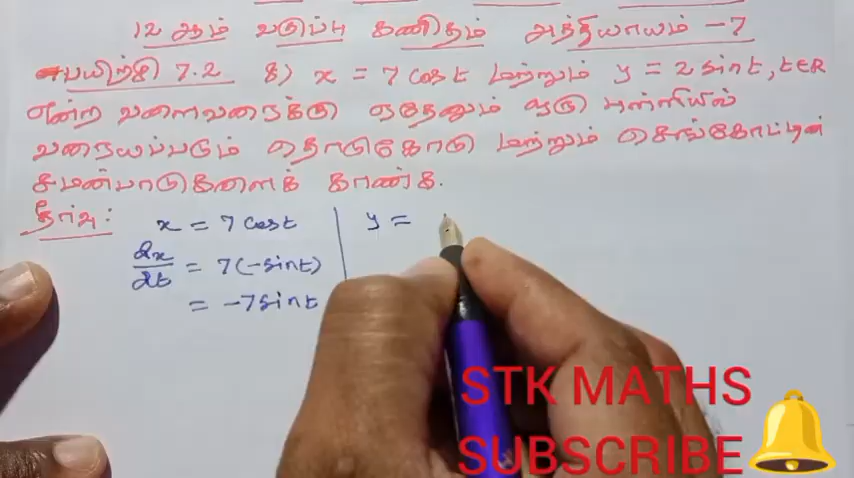 12 ஆம் வகுப்பு கணிதம் அத்தியாயம் -7
பயிற்சி 7.2 8) x = 7 cost மற்றும் y = 2 sint, t∈R
என்ற வளைவரைக்கு ஏதேனும் ஒரு புள்ளியில்
வரையப்படும் தொடுகோடு மற்றும் செங்கோட்டின்
சமன்பாடுகளைக் காண்க.
தீர்வு: x = 7 cost y =
dx/dt = 7(-sint)
= -7sint
STK MATHS
SUBSCRIBE